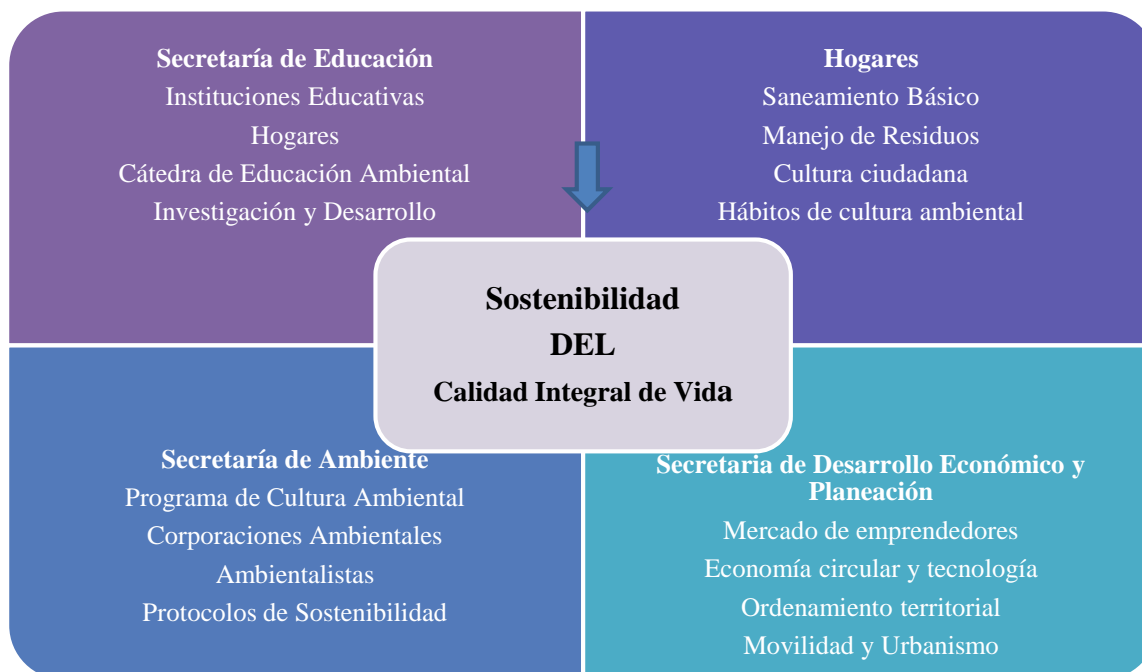 Secretaría de Educación
Instituciones Educativas
Hogares
Cátedra de Educación Ambiental
Investigación y Desarrollo
Hogares
Saneamiento Básico
Manejo de Residuos
Cultura ciudadana
Hábitos de cultura ambiental
Sostenibilidad
DEL
Calidad Integral de Vida
Secretaría de Ambiente
Programa de Cultura Ambiental
Corporaciones Ambientales
Ambientalistas
Protocolos de Sostenibilidad
Secretaria de Desarrollo Económico y
Planeación
Mercado de emprendedores
Economía circular y tecnología
Ordenamiento territorial
Movilidad y Urbanismo